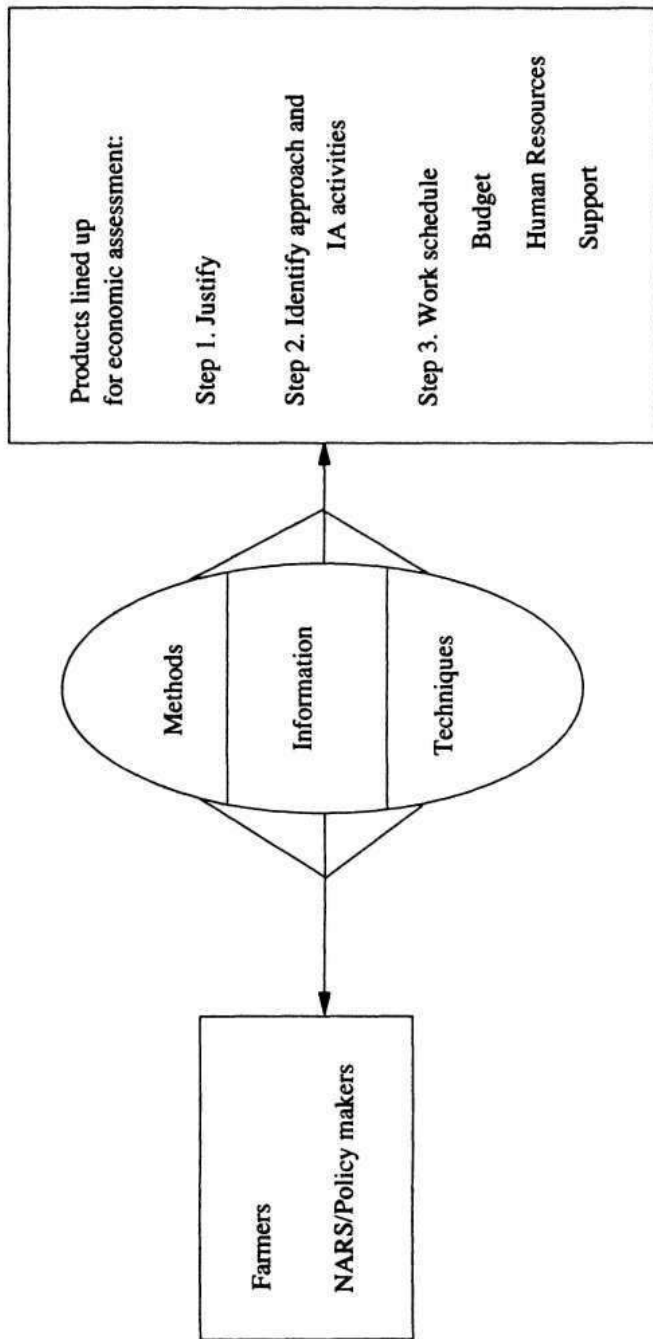 Farmers
NARS/Policy makers
Methods
Information
Techniques
Products lined up
for economic assessment:
Step 1. Justify
Step 2. Identify approach and
IA activities
Step 3. Work schedule
Budget
Human Resources
Support